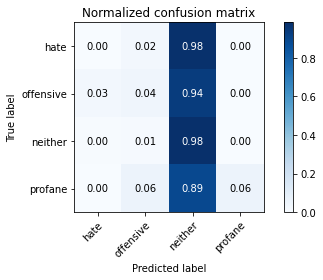 Normalized confusion matrix
True label
hate 0.00 0.02 0.98 0.00
offensive 0.03 0.04 0.94 0.00
neither 0.00 0.01 0.98 0.00
profane 0.00 0.06 0.89 0.06
hate offensive neither profane
Predicted label
0.8
0.6
0.4
0.2
0.0